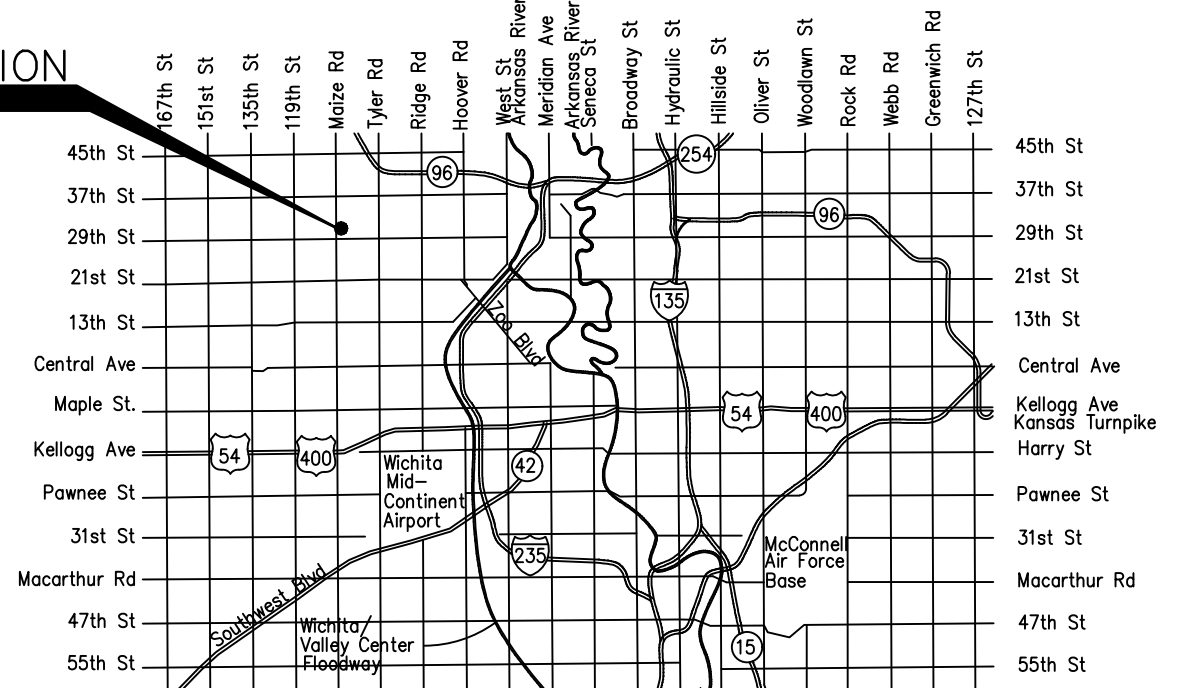 ION
167th St
151st St
135th St
119th St
Maize Rd
Tyler Rd
Ridge Rd
Hoover Rd
West St
Arkansas River
Meridian Ave
Arkansas River
Seneca St
Broadway St
Hydraulic St
Hillside St
Oliver St
Woodlawn St
Rock Rd
Webb Rd
Greenwich Rd
127th St
45th St
37th St
29th St
21st St
13th St
Central Ave
Maple St.
Kellogg Ave
Pawnee St
31st St
Macarthur Rd
47th St
55th St
96
254
96
135
Zoo Blvd
54
400
54
400
42
Wichita
Mid–
Continent
Airport
235
McConnell
Air Force
Base
Southwest Blvd
Wichita/
Valley Center
Floodway
15
45th St
37th St
29th St
21st St
13th St
Central Ave
Kellogg Ave
Kansas Turnpike
Harry St
Pawnee St
31st St
Macarthur Rd
47th St
55th St